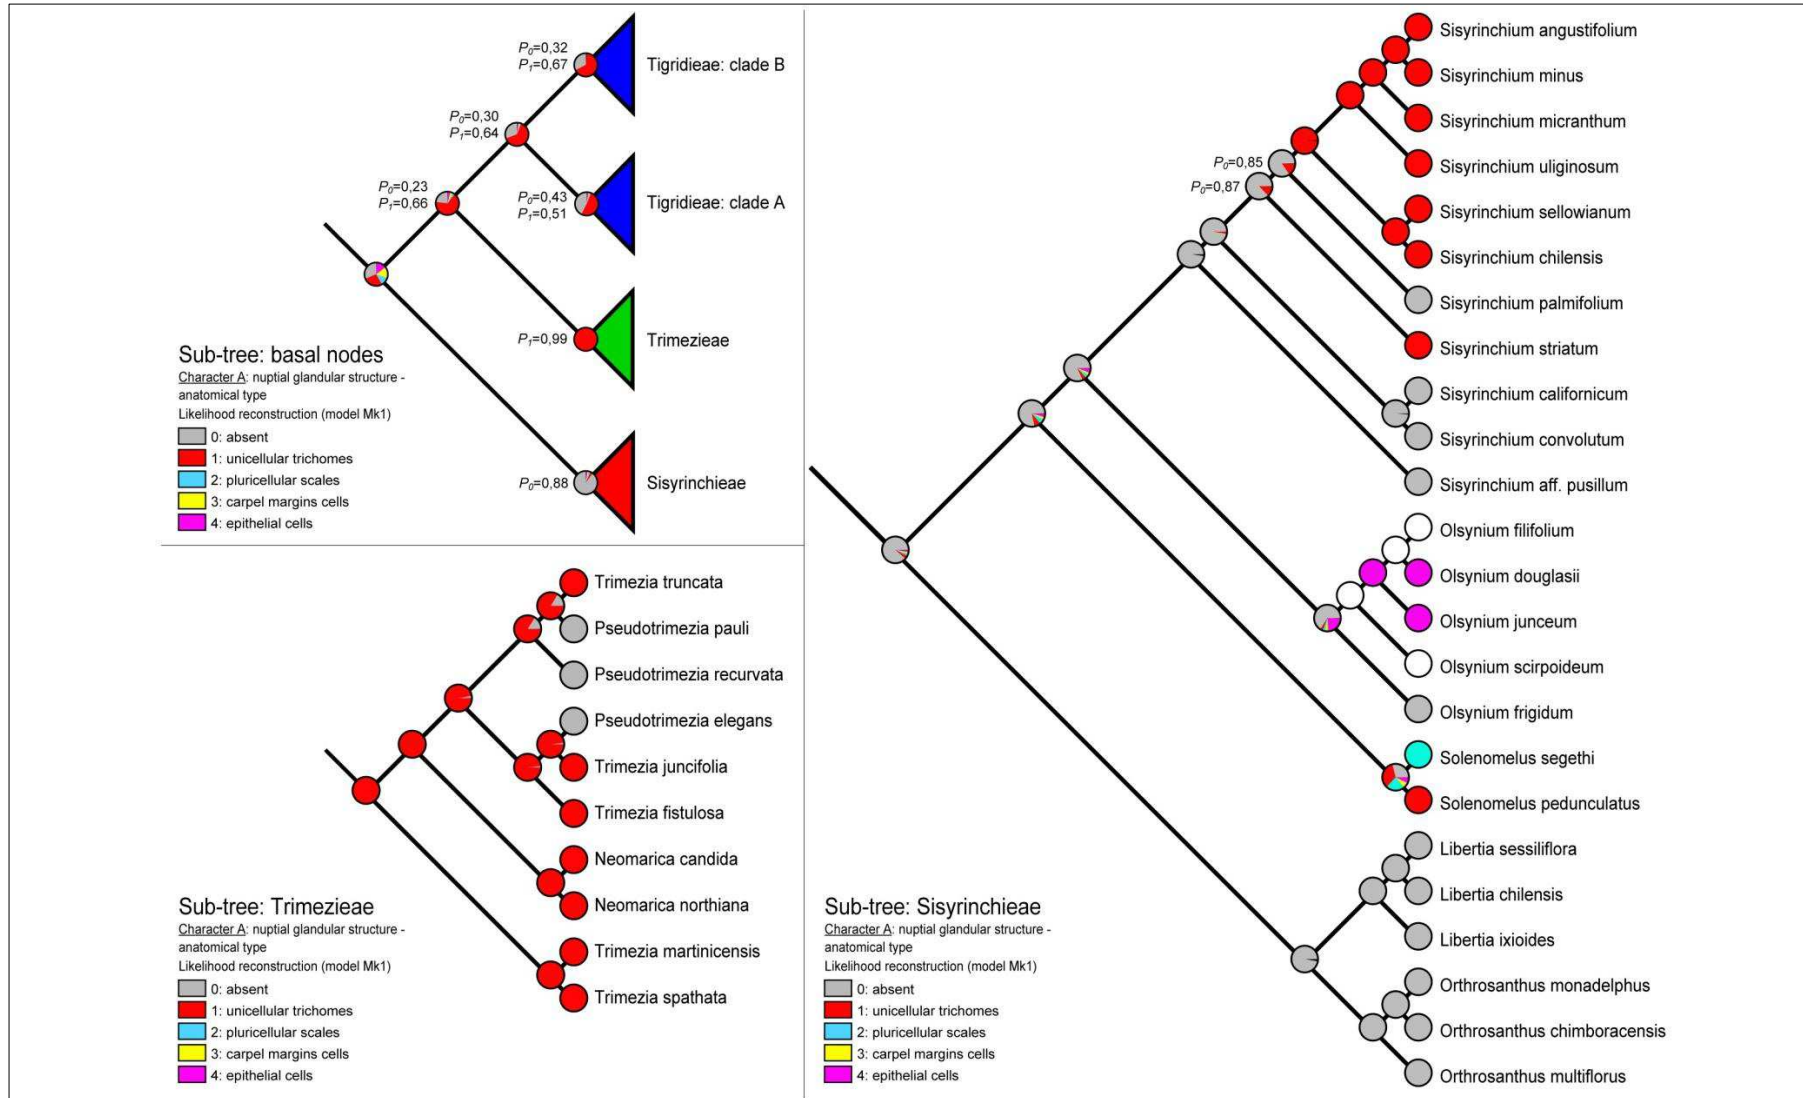 P0=0,32
P1=0,67
Tigridieae: clade B
P0=0,30
P1=0,64
P0=0,23
P1=0,66
P0=0,43
P1=0,51
Tigridieae: clade A
P1=0,99
Trimezieae
P0=0,88
Sisyrinchieae
Sub-tree: basal nodes
Character A: nuptial glandular structure -
anatomical type
Likelihood reconstruction (model Mk1)
0: absent
1: unicellular trichomes
2: pluricellular scales
3: carpel margins cells
4: epithelial cells
Trimezia truncata
Pseudotrimezia pauli
Pseudotrimezia recurvata
Pseudotrimezia elegans
Trimezia juncifolia
Trimezia fistulosa
Neomarica candida
Neomarica northiana
Trimezia martinicensis
Trimezia spathata
Sub-tree: Trimezieae
Character A: nuptial glandular structure -
anatomical type
Likelihood reconstruction (model Mk1)
0: absent
1: unicellular trichomes
2: pluricellular scales
3: carpel margins cells
4: epithelial cells
Sisyrinchium angustifolium
Sisyrinchium minus
Sisyrinchium micranthum
Sisyrinchium uliginosum
P0=0,85
P0=0,87
Sisyrinchium sellowianum
Sisyrinchium chilensis
Sisyrinchium palmifolium
Sisyrinchium striatum
Sisyrinchium californicum
Sisyrinchium convolutum
Sisyrinchium aff. pusillum
Olsynium filifolium
Olsynium douglasii
Olsynium junceum
Olsynium scirpoideum
Olsynium frigidum
Solenomelus segethi
Solenomelus pedunculatus
Libertia sessiliflora
Libertia chilensis
Libertia ixioides
Orthrosanthus monadelphus
Orthrosanthus chimboracensis
Orthrosanthus multiflorus
Sub-tree: Sisyrinchieae
Character A: nuptial glandular structure -
anatomical type
Likelihood reconstruction (model Mk1)
0: absent
1: unicellular trichomes
2: pluricellular scales
3: carpel margins cells
4: epithelial cells